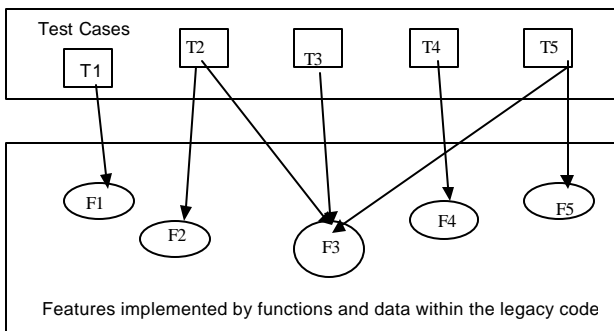 Test Cases
T1
T2
T3
T4
T5
F1
F2
F3
F4
F5
Features implemented by functions and data within the legacy code